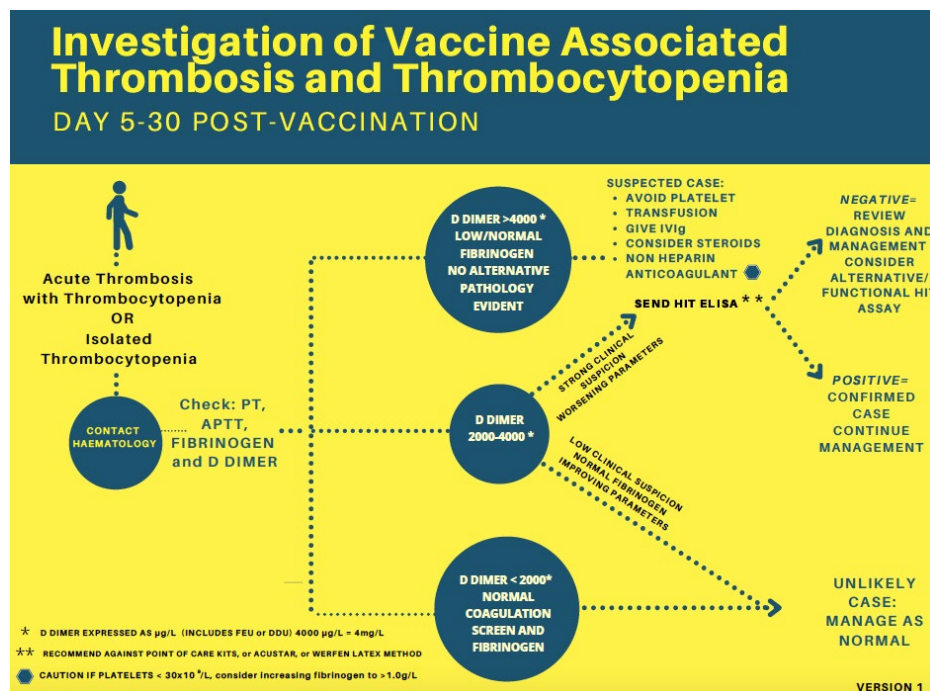 Investigation of Vaccine Associated
Thrombosis and Thrombocytopenia
DAY 5-30 POST-VACCINATION
Acute Thrombosis
with Thrombocytopenia
OR
Isolated
Thrombocytopenia
CONTACT
HAEMATOLOGY
Check: PT,
APTT,
FIBRINOGEN
and D DIMER
D DIMER >4000 *
LOW/NORMAL
FIBRINOGEN
NO ALTERNATIVE
PATHOLOGY
EVIDENT
SUSPECTED CASE:
• AVOID PLATELET
• TRANSFUSION
• GIVE IVIg
• CONSIDER STEROIDS
• NON HEPARIN
ANTICOAGULANT
SEND HIT ELISA **
NEGATIVE=
REVIEW
DIAGNOSIS AND
MANAGEMENT
CONSIDER
ALTERNATIVE/
FUNCTIONAL HI
ASSAY
POSITIVE=
CONFIRMED
CASE
CONTINUE
MANAGEMENT
D DIMER
2000-4000 *
STRONG CLINICAL
SUSPICION
WORSENING PARAMETERS
LOW CLINICAL SUSPICION
NORMAL FIBRINOGEN
IMPROVING PARAMETERS
D DIMER < 2000*
NORMAL
COAGULATION
SCREEN AND
FIBRINOGEN
UNLIKELY
CASE:
MANAGE AS
NORMAL
* D DIMER EXPRESSED AS µg/L (INCLUDES FEU or DDU) 4000 µg/L = 4mg/L
** RECOMMEND AGAINST POINT OF CARE KITS, or ACUSTAR, or WERFEN LATEX METHOD
CAUTION IF PLATELETS < 30x10⁹/L, consider increasing fibrinogen to >1.0g/L
VERSION 1